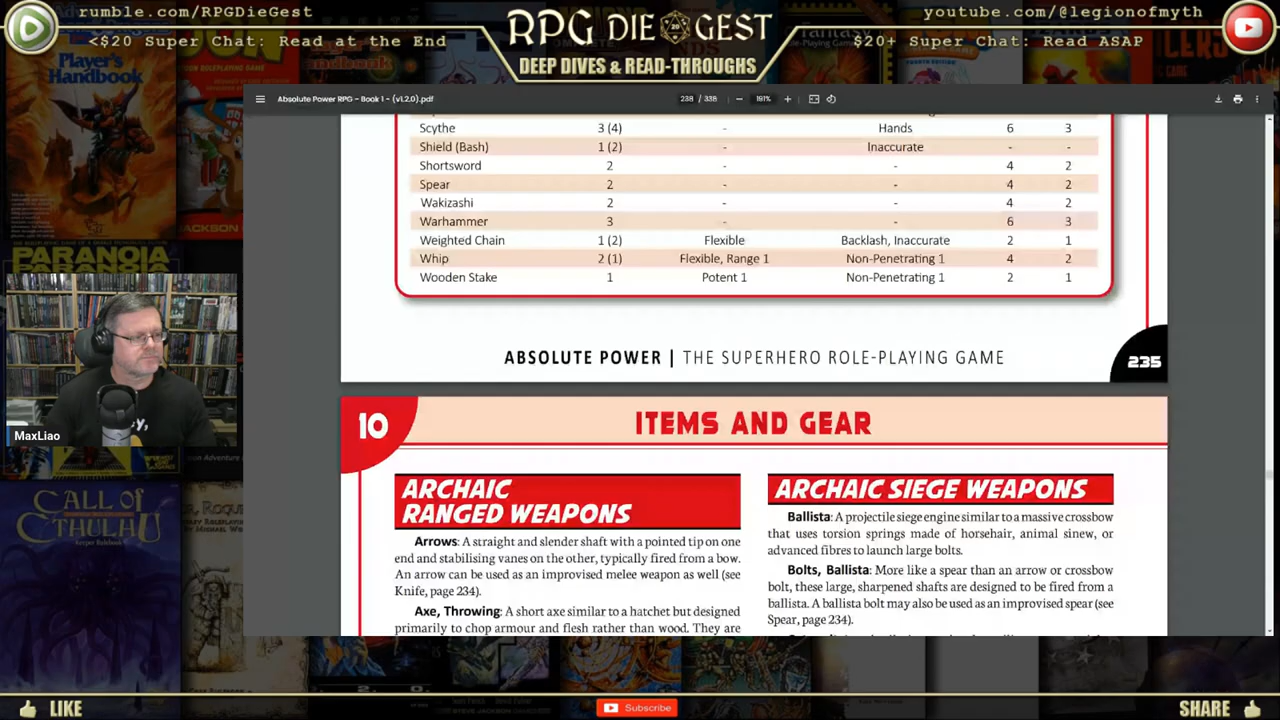 rumble.com/RPGDieGest
<$20 Super Chat: Read at the End
RPG DIE GEST
DEEP DIVES & READ-THROUGHS
youtube.com/@legionofmyth
$20+ Super Chat: Read ASAP
Player's
Handbook
PARANOIA
MaxLiao
CALL of
CTHULHU
Absolute Power RPG – Book 1 - (v1.2.0).pdf
238 / 338
191%
Scythe 3 (4) - Hands 6 3
Shield (Bash) 1 (2) - Inaccurate - -
Shortsword 2 - - 4 2
Spear 2 - - 4 2
Wakizashi 2 - - 4 2
Warhammer 3 - - 6 3
Weighted Chain 1 (2) Flexible Backlash, Inaccurate 2 1
Whip 2 (1) Flexible, Range 1 Non-Penetrating 1 4 2
Wooden Stake 1 Potent 1 Non-Penetrating 1 2 1
ABSOLUTE POWER | THE SUPERHERO ROLE-PLAYING GAME
235
10
ITEMS AND GEAR
ARCHAIC
RANGED WEAPONS
Arrows: A straight and slender shaft with a pointed tip on one
end and stabilising vanes on the other, typically fired from a bow.
An arrow can be used as an improvised melee weapon as well (see
Knife, page 234).
Axe, Throwing: A short axe similar to a hatchet but designed
primarily to chop armour and flesh rather than wood. They are
ARCHAIC SIEGE WEAPONS
Ballista: A projectile siege engine similar to a massive crossbow
that uses torsion springs made of horsehair, animal sinew, or
advanced fibres to launch large bolts.
Bolts, Ballista: More like a spear than an arrow or crossbow
bolt, these large, sharpened shafts are designed to be fired from a
ballista. A ballista bolt may also be used as an improvised spear (see
Spear, page 234).
LIKE
Subscribe
SHARE